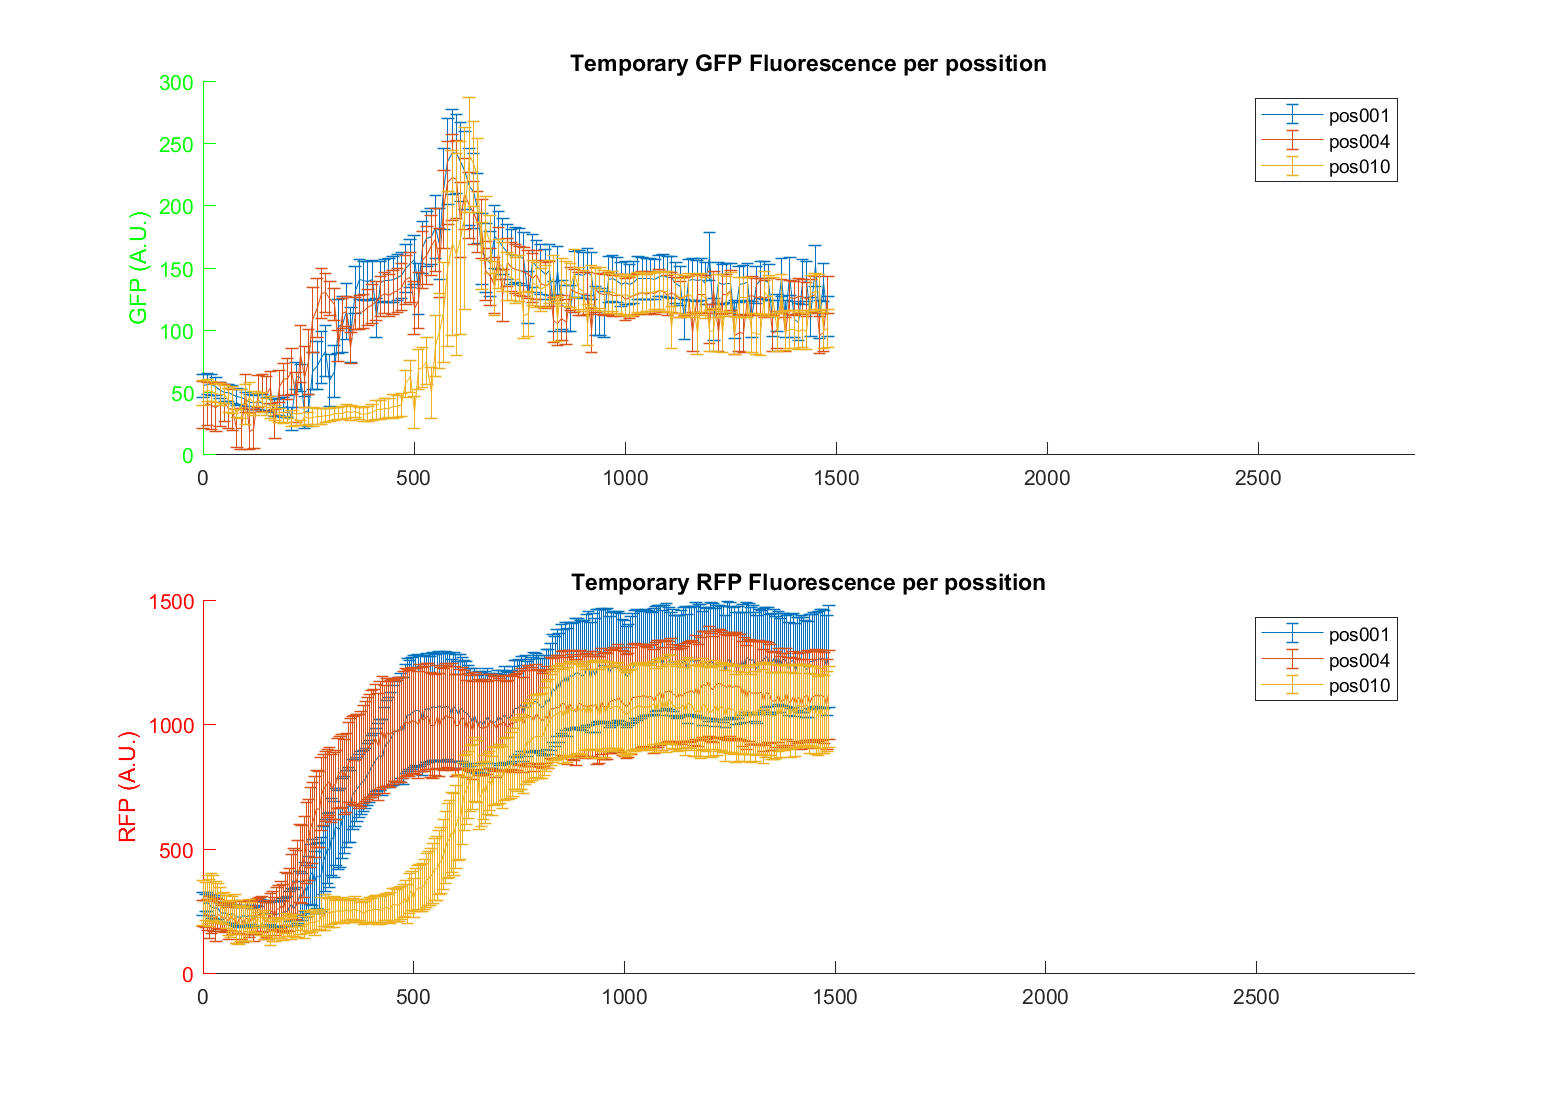 Temporary GFP Fluorescence per possition
300
250
200
150
100
50
0
GFP (A.U.)
0 500 1000 1500 2000 2500
pos001
pos004
pos010
Temporary RFP Fluorescence per possition
1500
1000
500
0
RFP (A.U.)
0 500 1000 1500 2000 2500
pos001
pos004
pos010